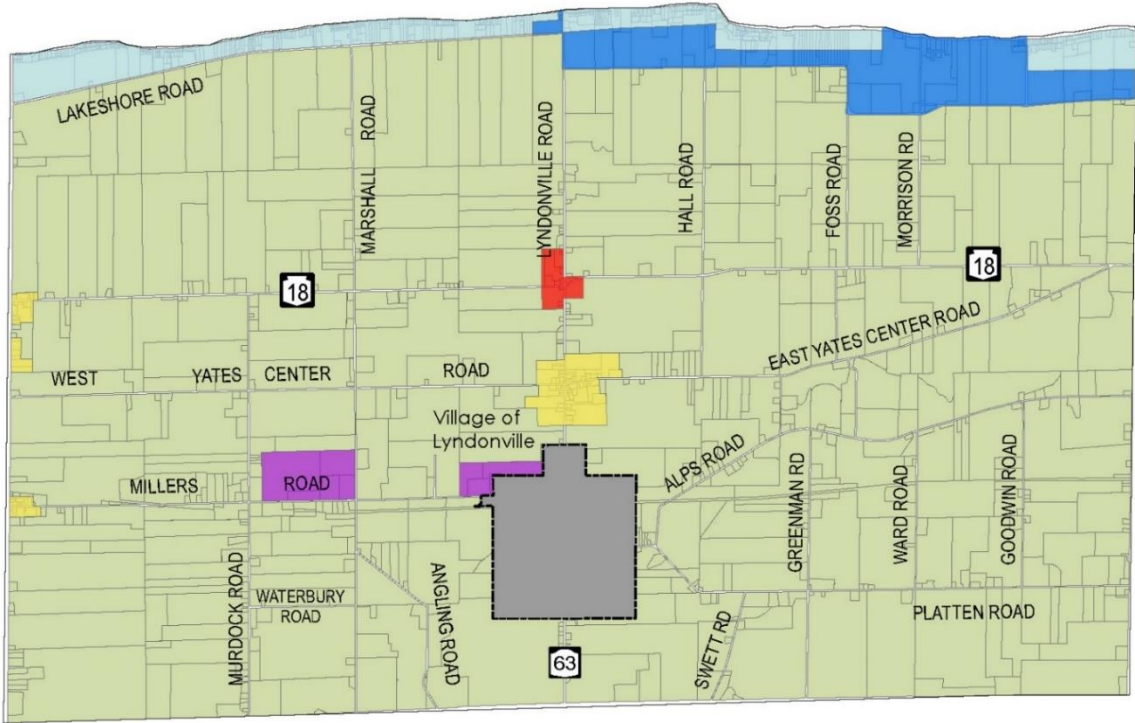 LAKESHORE ROAD
MARSHALL ROAD
LYNDONVILLE ROAD
HALL ROAD
FOSS ROAD
MORRISON RD
18
18
EAST YATES CENTER ROAD
WEST YATES CENTER ROAD
Village of
Lyndonville
ALPS ROAD
MILLERS ROAD
GREENMAN RD
WARD ROAD
GOODWIN ROAD
MURDOCK ROAD
WATERBURY
ROAD
ANGLING ROAD
PLATTEN ROAD
SWETT RD
63